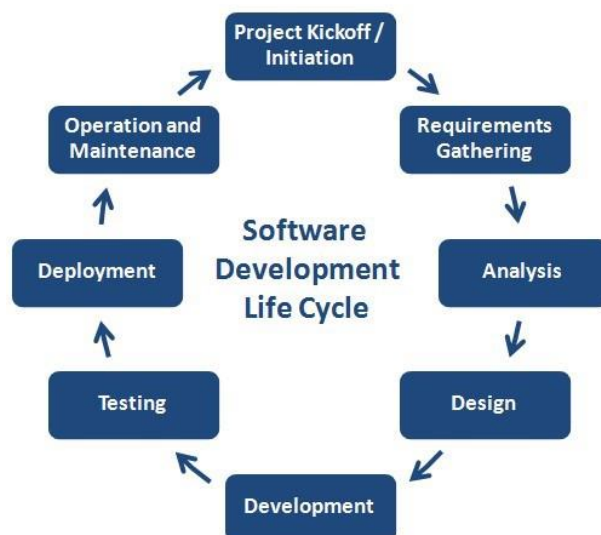 Project Kickoff /
Initiation
Requirements
Gathering
Analysis
Design
Development
Testing
Deployment
Operation and
Maintenance
Software
Development
Life Cycle